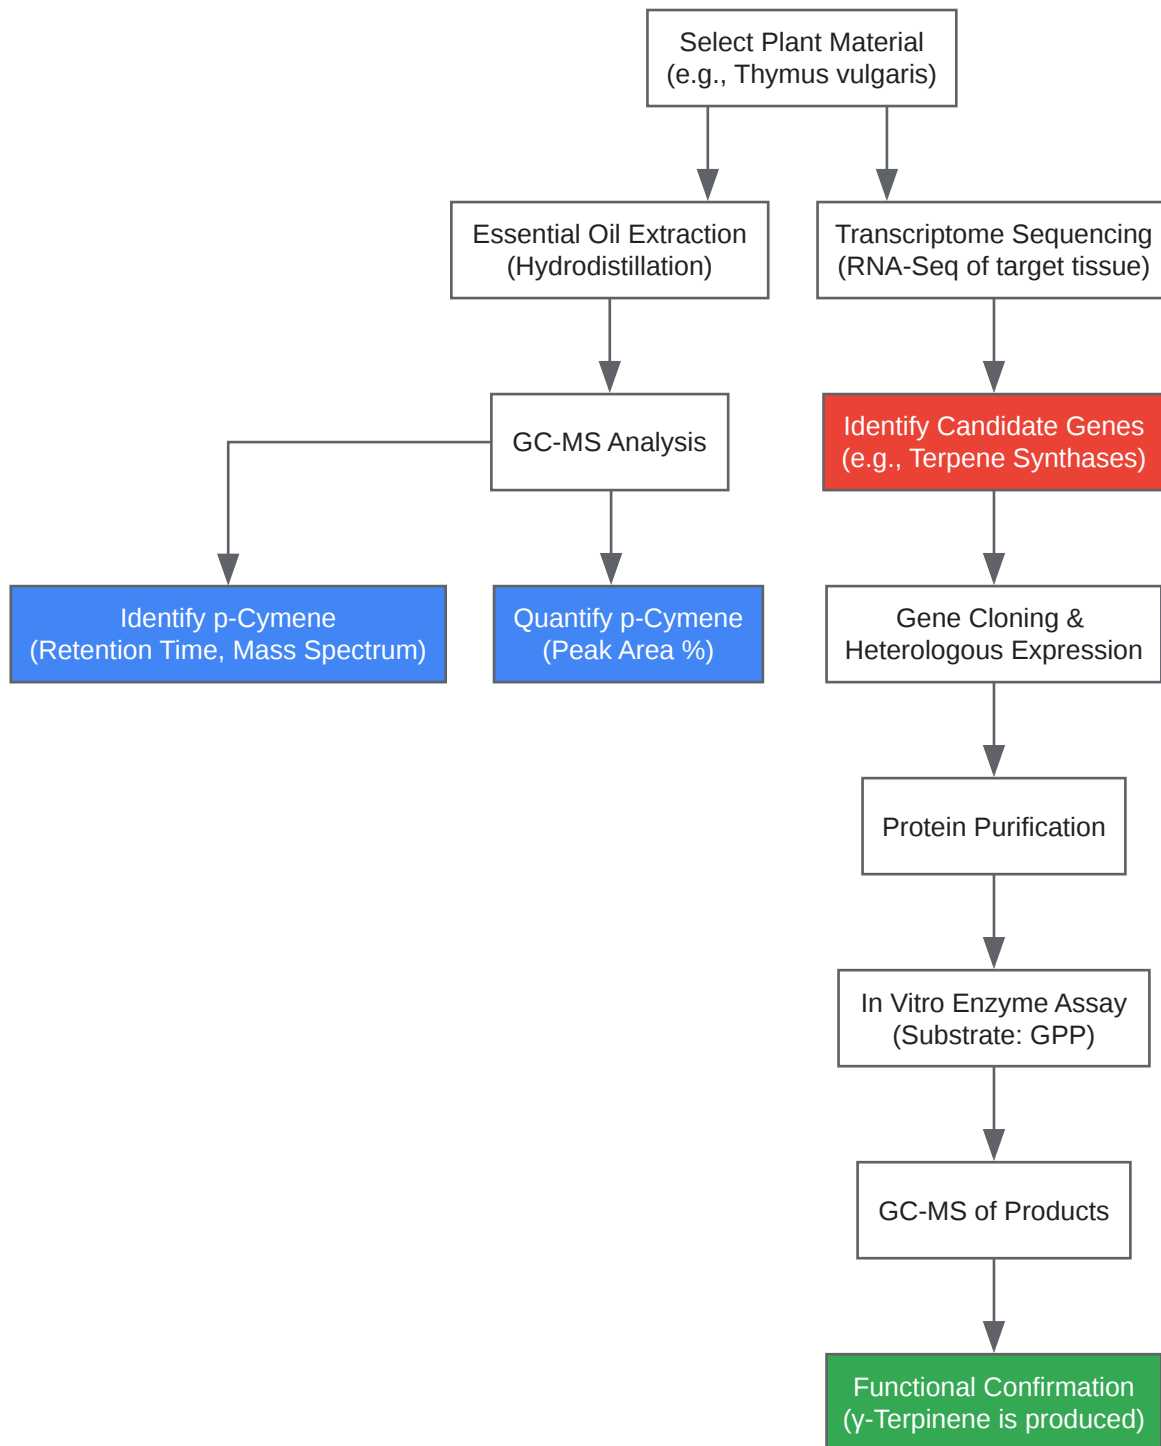 Select Plant Material
(e.g., Thymus vulgaris)
Essential Oil Extraction
(Hydrodistillation)
Transcriptome Sequencing
(RNA-Seq of target tissue)
GC-MS Analysis
Identify Candidate Genes
(e.g., Terpene Synthases)
Identify p-Cymene
(Retention Time, Mass Spectrum)
Quantify p-Cymene
(Peak Area %)
Gene Cloning &
Heterologous Expression
Protein Purification
In Vitro Enzyme Assay
(Substrate: GPP)
GC-MS of Products
Functional Confirmation
(γ-Terpinene is produced)